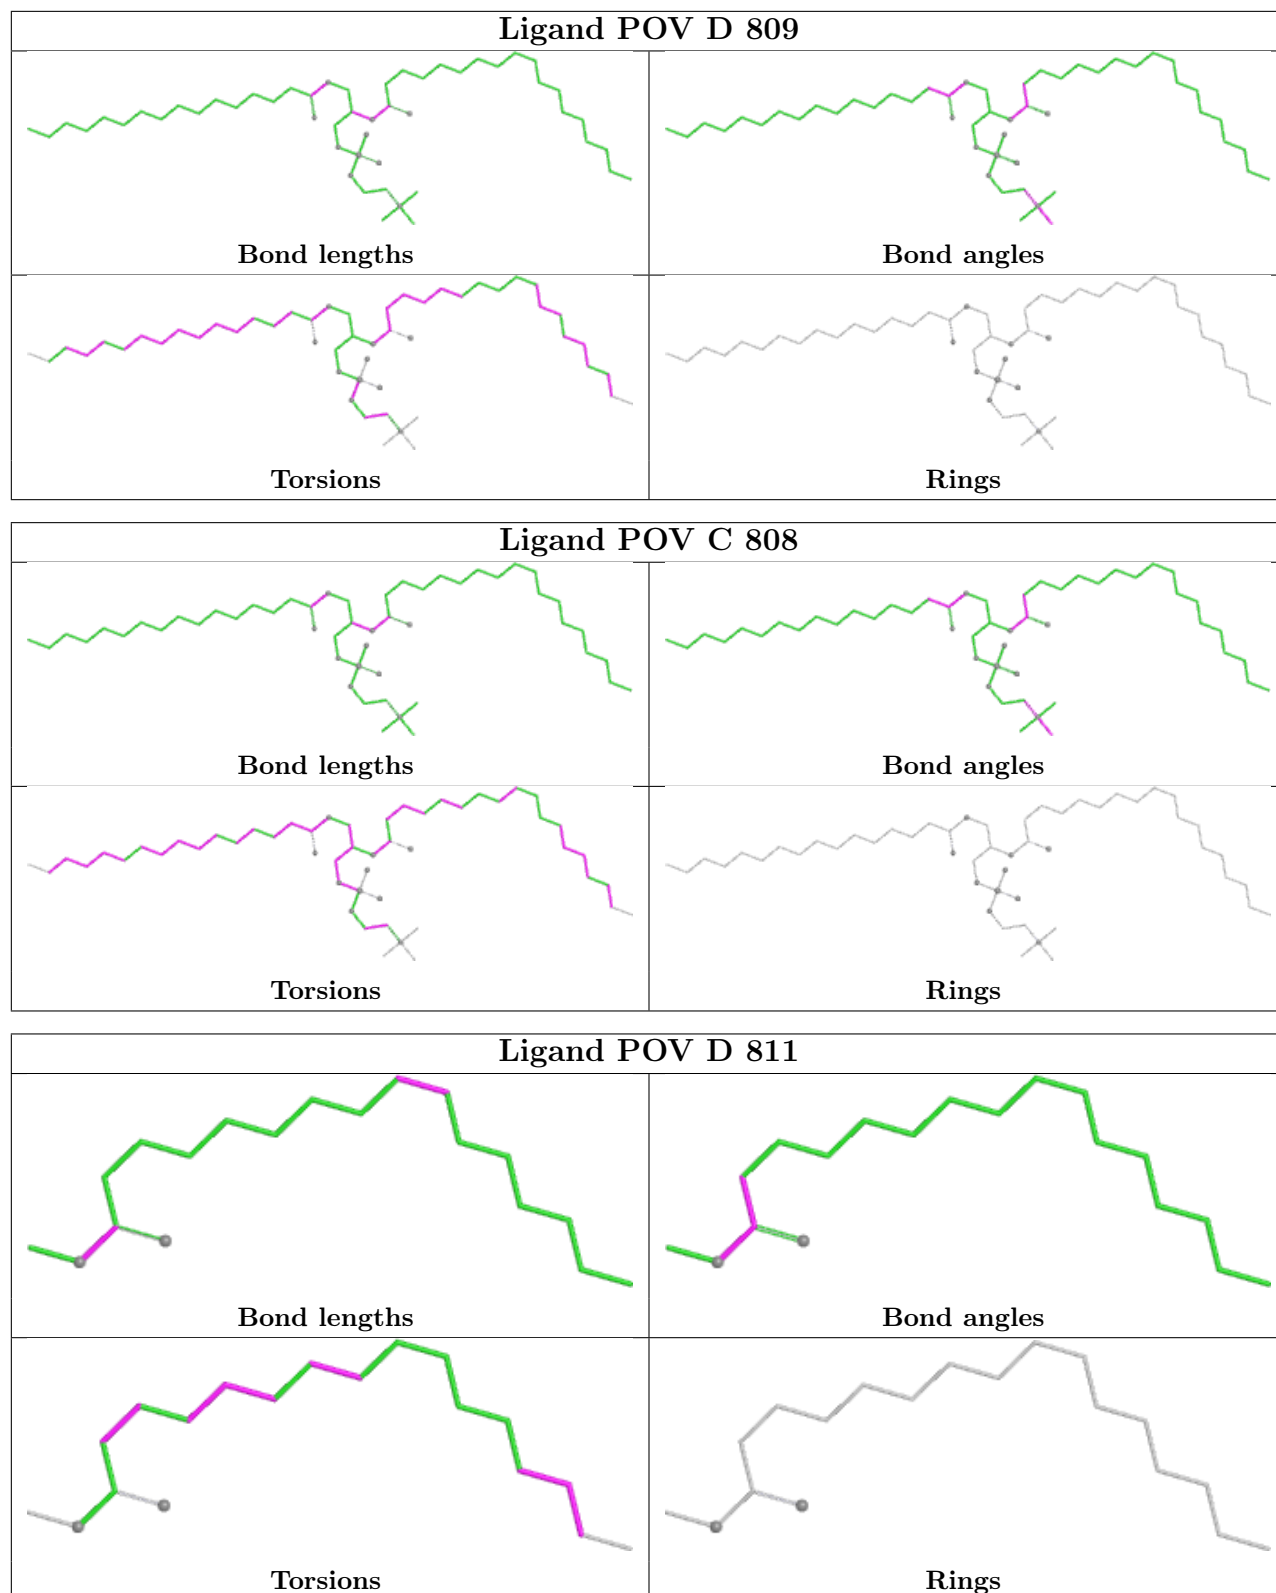 Ligand POV D 809
Bond lengths
Bond angles
Torsions
Rings
Ligand POV C 808
Bond lengths
Bond angles
Torsions
Rings
Ligand POV D 811
Bond lengths
Bond angles
Torsions
Rings